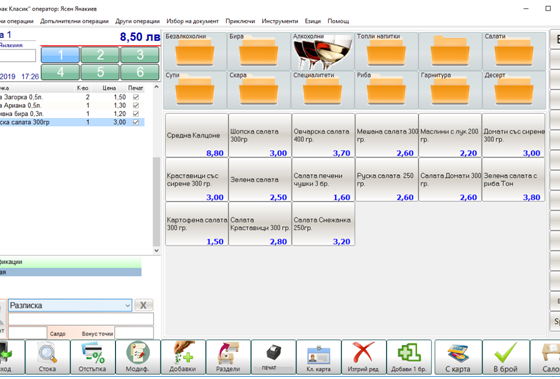 нак Класик" оператор: Ясен Янакиев
ни операции Допълнителни операции Други операции Избор на документ Приключи Инструменти Езици Помощ
а 1 8,50 лв
Янакиев
1 2 3
4 5 6
2019 17:26
ка К-во Цена Печат
а Загорка 0,5л. 2 1,50
а Ариана 0,5л. 1 1,30
ивна бира 0,3л 1 1,20
ска салата 300гр 1 3,00
фикации
ая
Разписка X
Салдо Бонус точки
Безалкохолни Бира Алкохолни Топли напитки Салати
Супи Скара Специалитети Риба Гарнитура Десерт
Средна Калцоне 8,80
Шопска салата 300гр 3,00
Овчарска салата 400 гр. 3,70
Мешана салата 300 гр. 2,60
Маслини с лук 200 гр. 2,20
Домати със сирене 300 гр. 3,00
Краставици със сирене 300 гр. 3,00
Зелена салата 2,50
Салата печени чушки 3 бр. 1,60
Руска салата 250 гр. 2,60
Салата Домати 300 гр. 2,60
Зелена салата с риба Тон 3,80
Картофена салата 300 гр. 1,50
Салата Краставици 300 гр. 2,80
Салата Снежанка 250гр. 3,20
ход Стока Отстъпка Модиф. Добавки Раздели ПЕЧАТ Кл. карта Изтрий ред Добави 1 бр. С карта В брой Сало